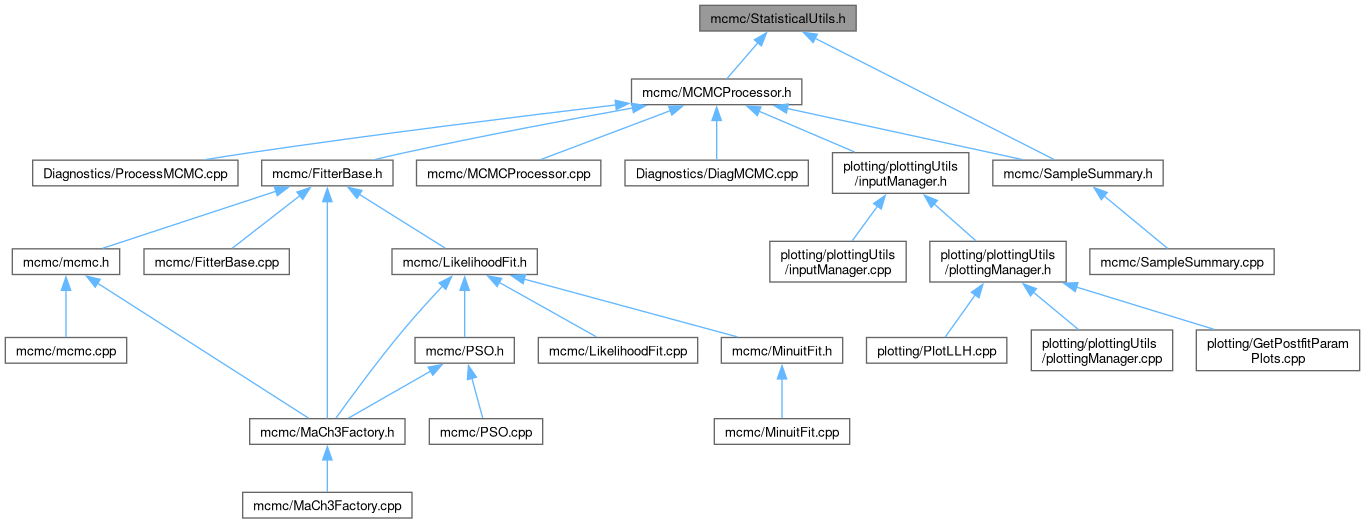 mcmc/StatisticalUtils.h
mcmc/MCMCProcessor.h
Diagnostics/ProcessMCMC.cpp
mcmc/FitterBase.h
mcmc/MCMCProcessor.cpp
Diagnostics/DiagMCMC.cpp
plotting/plottingUtils
/inputManager.h
mcmc/SampleSummary.h
mcmc/mcmc.h
mcmc/FitterBase.cpp
mcmc/LikelihoodFit.h
plotting/plottingUtils
/inputManager.cpp
plotting/plottingUtils
/plottingManager.h
mcmc/SampleSummary.cpp
mcmc/mcmc.cpp
mcmc/PSO.h
mcmc/LikelihoodFit.cpp
mcmc/MinuitFit.h
plotting/PlotLLH.cpp
plotting/plottingUtils
/plottingManager.cpp
plotting/GetPostfitParam
Plots.cpp
mcmc/MaCh3Factory.h
mcmc/PSO.cpp
mcmc/MinuitFit.cpp
mcmc/MaCh3Factory.cpp